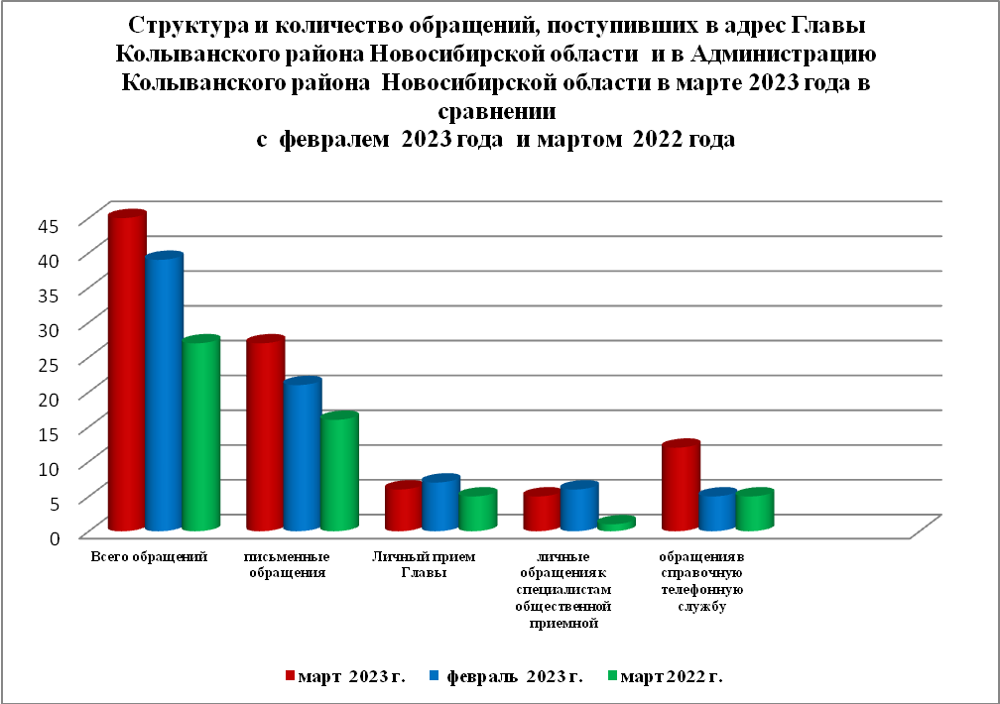 Структура и количество обращений, поступивших в адрес Главы
Колыванского района Новосибирской области и в Администрацию
Колыванского района Новосибирской области в марте 2023 года в
сравнении
с февралем 2023 года и мартом 2022 года
45
40
35
30
25
20
15
10
5
0
Всего обращений
письменные
обращения
Личный прием
Главы
личные
обращения к
специалистам
общественной
приемной
обращения в
справочную
телефонную
службу
март 2023 г.
февраль 2023 г.
март 2022 г.